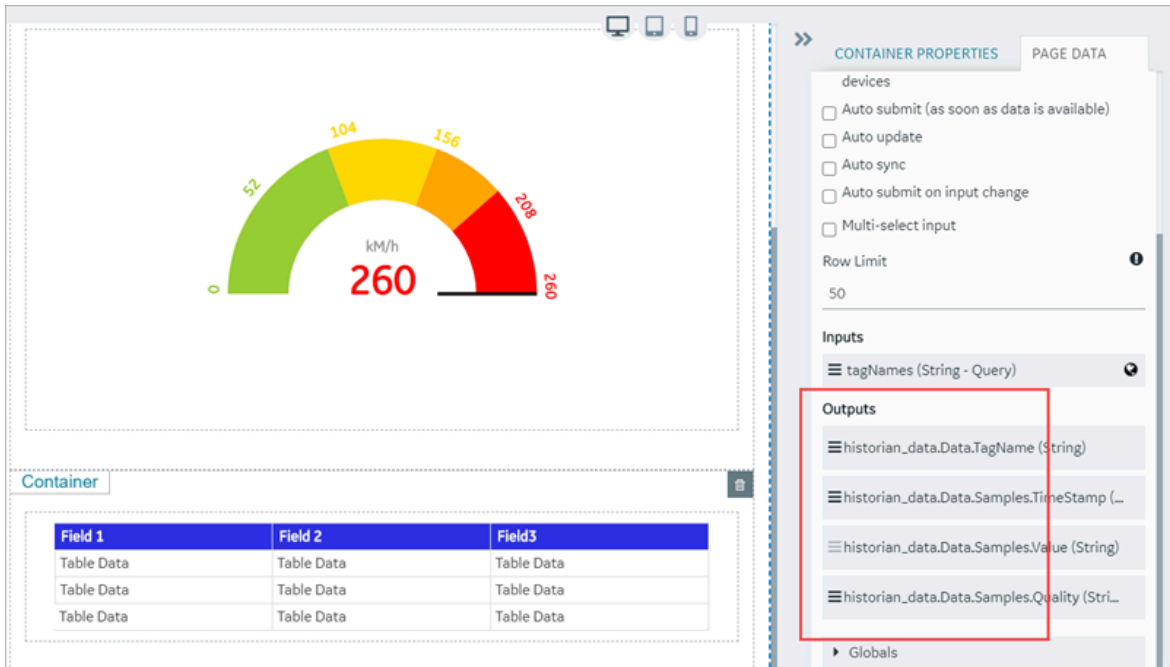 CONTAINER PROPERTIES
PAGE DATA
devices
Auto submit (as soon as data is available)
Auto update
Auto sync
Auto submit on input change
Multi-select input
Row Limit
50
Inputs
tagNames (String - Query)
Outputs
historian_data.Data.TagName (String)
historian_data.Data.Samples.TimeStamp (...
historian_data.Data.Samples.Value (String)
historian_data.Data.Samples.Quality (Stri...
Globals
0
52
104
156
208
260
kM/h
260
Container
Field 1 Field 2 Field3
Table Data Table Data Table Data
Table Data Table Data Table Data
Table Data Table Data Table Data